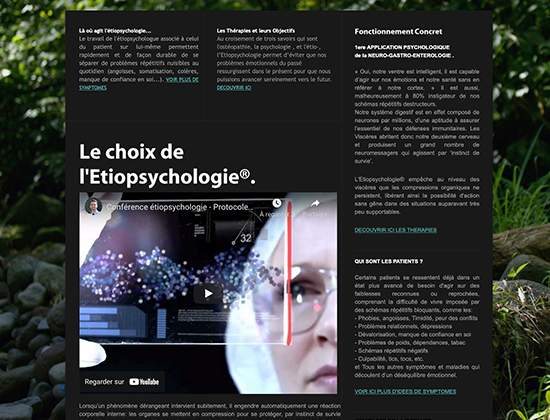 Là où agit l'étiopsychologie...
Le travail de l'étiopsychologue associé à celui
du patient sur lui-même permettent
rapidement et de façon durable de se
séparer de problèmes répétitifs nuisibles au
quotidien (angoisses, somatisation, colères,
manque de confiance en soi...). VOIR PLUS DE
SYMPTOMES
Les Thérapies et leurs Objectifs
Au croisement de trois savoirs qui sont
l'ostéopathie, la psychologie , et l'étio-,
l"Etiopsychologie permet d'éviter que nos
problèmes émotionnels du passé
ressurgissent dans le présent pour que nous
puissions avancer sereinement vers le futur.
DECOUVRIR ICI
Le choix de
l'Etiopsychologie®.
Conférence étiopsychologie - Protocole...
À regarder...
Partager
32
Regarder sur YouTube
Lorsqu'un phénomène dérangeant intervient subitement, il engendre automatiquement une réaction
corporelle interne: les organes se mettent en compression pour se protéger, par instinct de survie
Fonctionnement Concret
1ere APPLICATION PSYCHOLOGIQUE
de la NEURO-GASTRO-ENTEROLOGIE .
« Oui, notre ventre est intelligent, il est capable
d'agir sur nos émotions et notre santé sans en
référer à notre cortex. » Il est aussi,
malheureusement à 80% instigateur de nos
schémas répétitifs destructeurs.
Notre système digestif est en effet composé de
neurones par millions, d'une aptitude à assurer
l'essentiel de nos défenses immunitaires. Les
Viscères abritent donc notre deuxième cerveau
et produisent un grand nombre de
neuromessagers qui agissent par 'instinct de
survie'.
L'Etiopsychologie® empêche au niveau des
viscères que les compressions organiques ne
persistent, libérant ainsi la possibilité d'action
sans gêne dans des situations auparavant très
peu supportables.
DECOUVRIR ICI LES THERAPIES
QUI SONT LES PATIENTS ?
Certains patients se ressentent déjà dans un
état plus avancé de besoin d'agir sur des
faiblesses reconnues ou reprochées,
comprenant la difficulté de vivre imposée par
des schémas répétitifs bloquants, comme les:
- Phobies, angoisses, Timidité, peur des conflits
- Problèmes relationnels, dépressions
- Dévalorisation, manque de confiance en soi
- Problèmes de poids, dépendances, tabac
- Schémas répétitifs négatifs
- Culpabilité, tics, tocs, etc.
et Tous les autres symptômes et maladies qui
découlent d'un déséquilibre émotionnel.
VOIR ICI PLUS D'IDEES DE SYMPTOMES